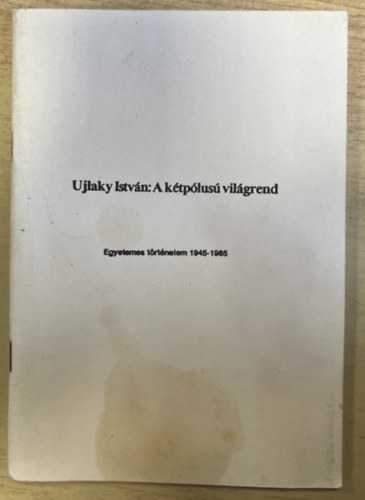 Ujlaky István: A kétpólusú világrend
Egyetemes történelem 1945-1985